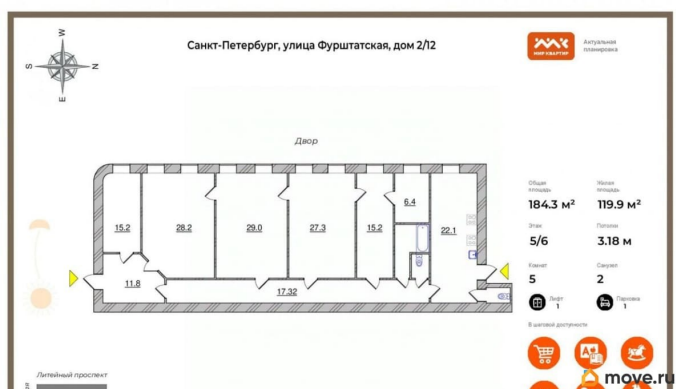 W
S
N
E
Санкт-Петербург, улица Фурштатская, дом 2/12
МИР КВАРТИР
Актуальная
планировка
Двор
15.2
28.2
29.0
27.3
15.2
6.4
22.1
11.8
17.32
Общая
площадь
Жилая
площадь
184.3 м²
119.9 м²
Этаж
Потолки
5/6
3.18 м
Комнат
Санузел
5
2
Лифт
1
Парковка
1
В шаговой доступности
Литейный проспект
move.ru